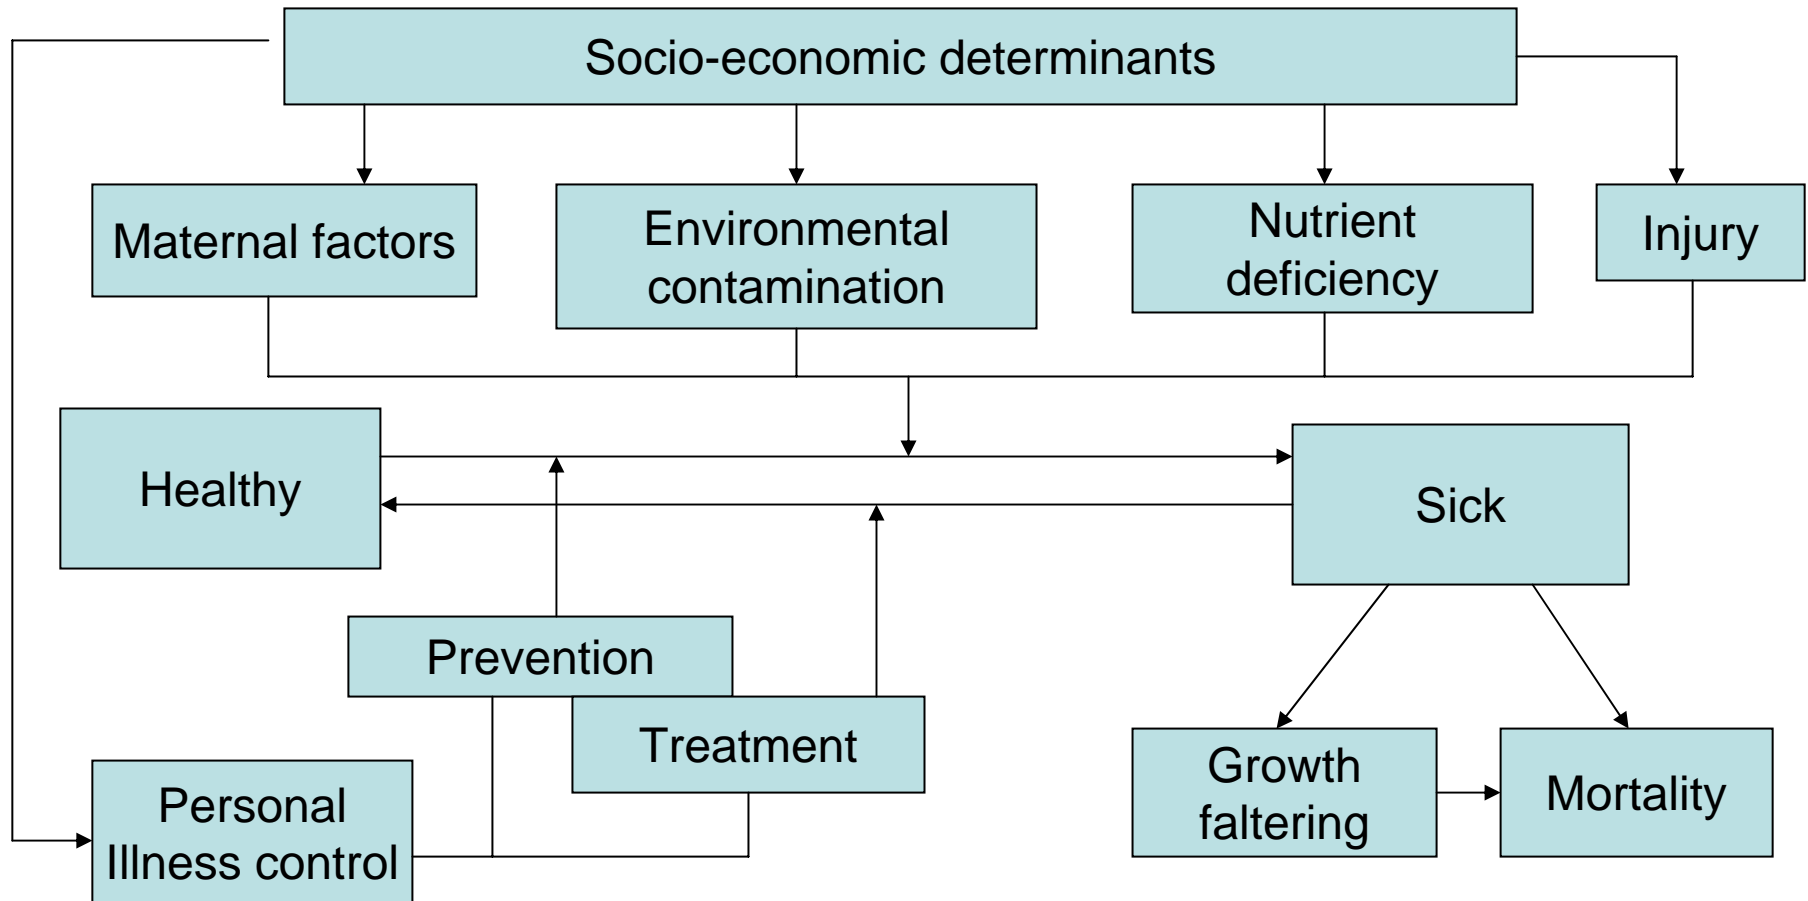 Socio-economic determinants
Maternal factors
Environmental
contamination
Nutrient
deficiency
Injury
Healthy
Sick
Prevention
Treatment
Personal
Illness control
Growth
faltering
Mortality